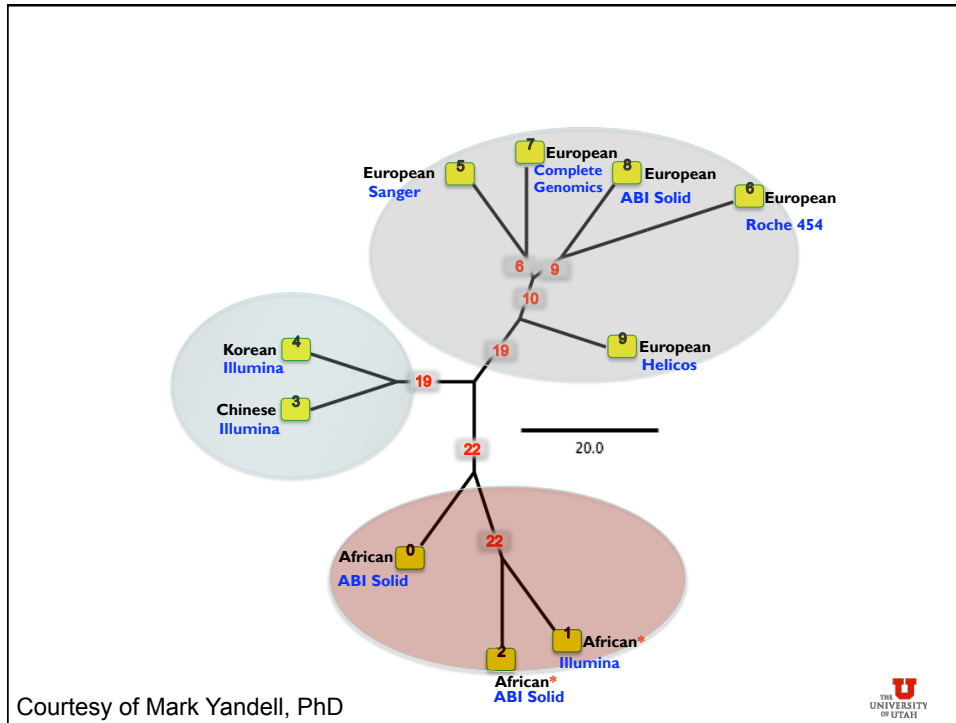 7
European
Complete
Genomics
5
European
Sanger
8
European
ABI Solid
6
European
Roche 454
6
9
10
19
9
European
Helicos
4
Korean
Illumina
3
Chinese
Illumina
19
22
20.0
0
African
ABI Solid
22
1
African*
Illumina
2
African*
ABI Solid
Courtesy of Mark Yandell, PhD
U
THE
UNIVERSITY
OF UTAH